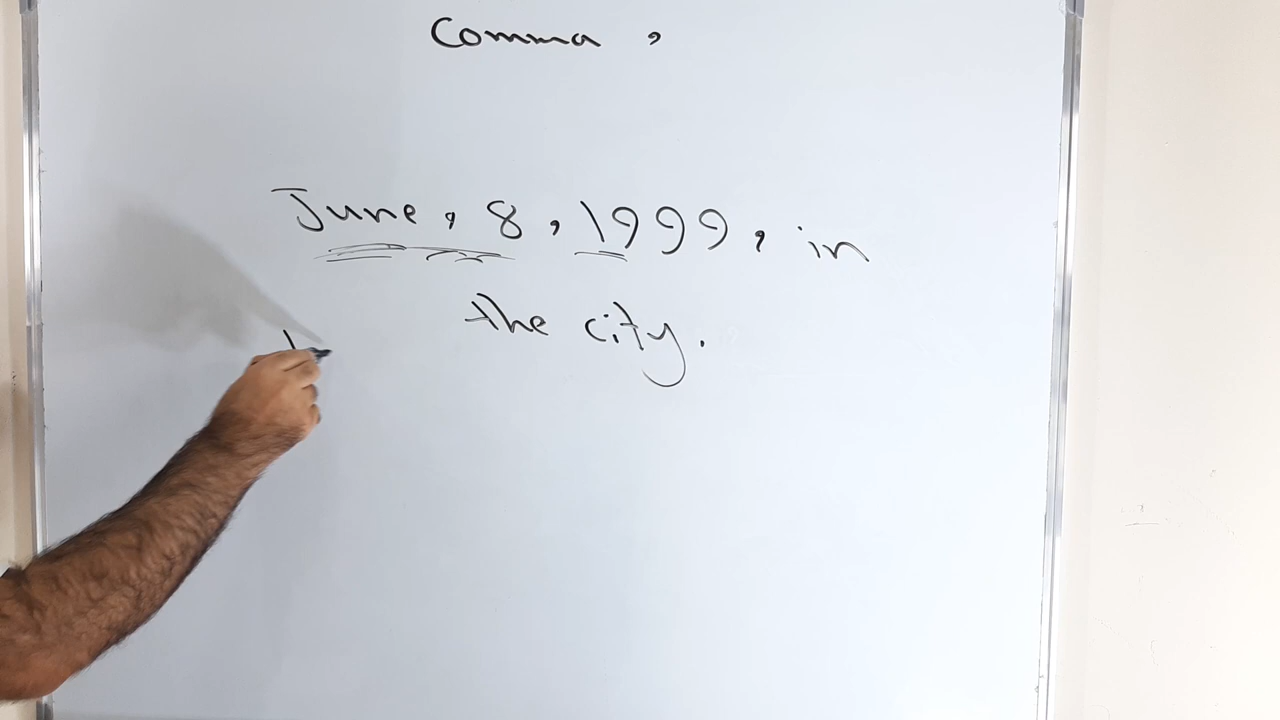 Comma ,
June, 8, 1999, in
the city.